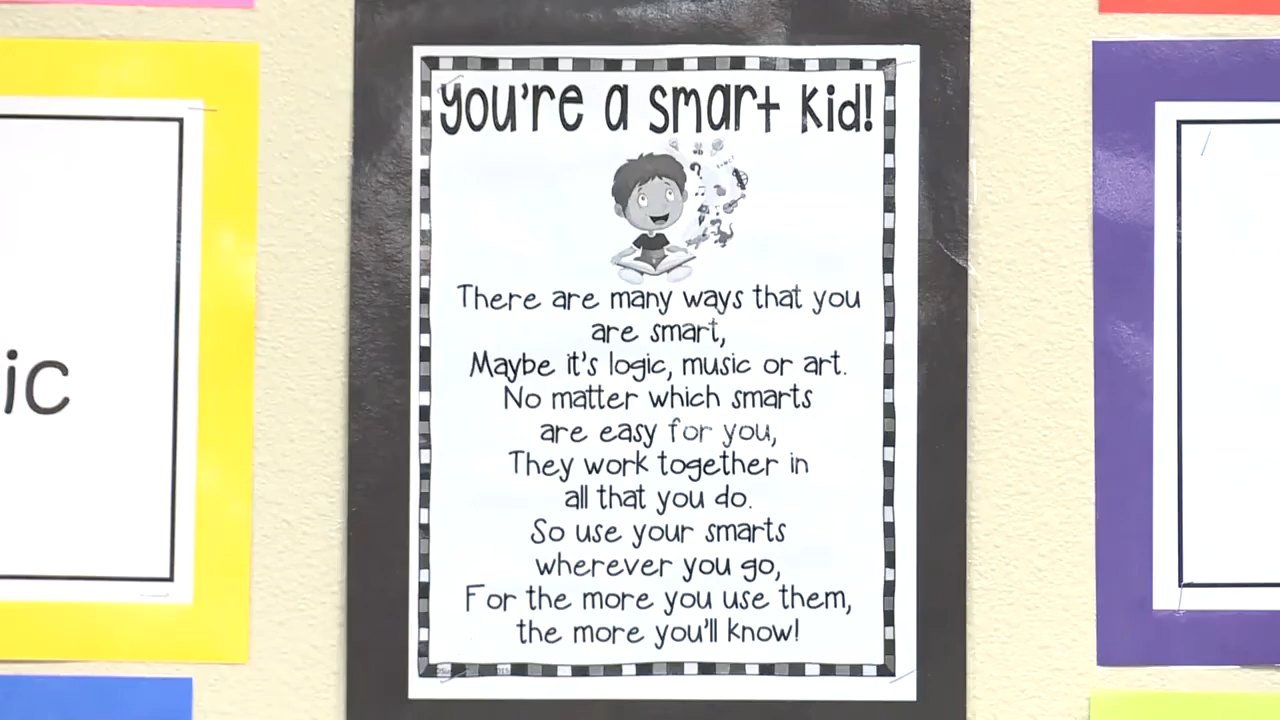 you're a smart kid!
There are many ways that you
are smart,
Maybe it's logic, music or art.
No matter which smarts
are easy for you,
They work together in
all that you do.
So use your smarts
wherever you go,
For the more you use them,
the more you'll know!
ic